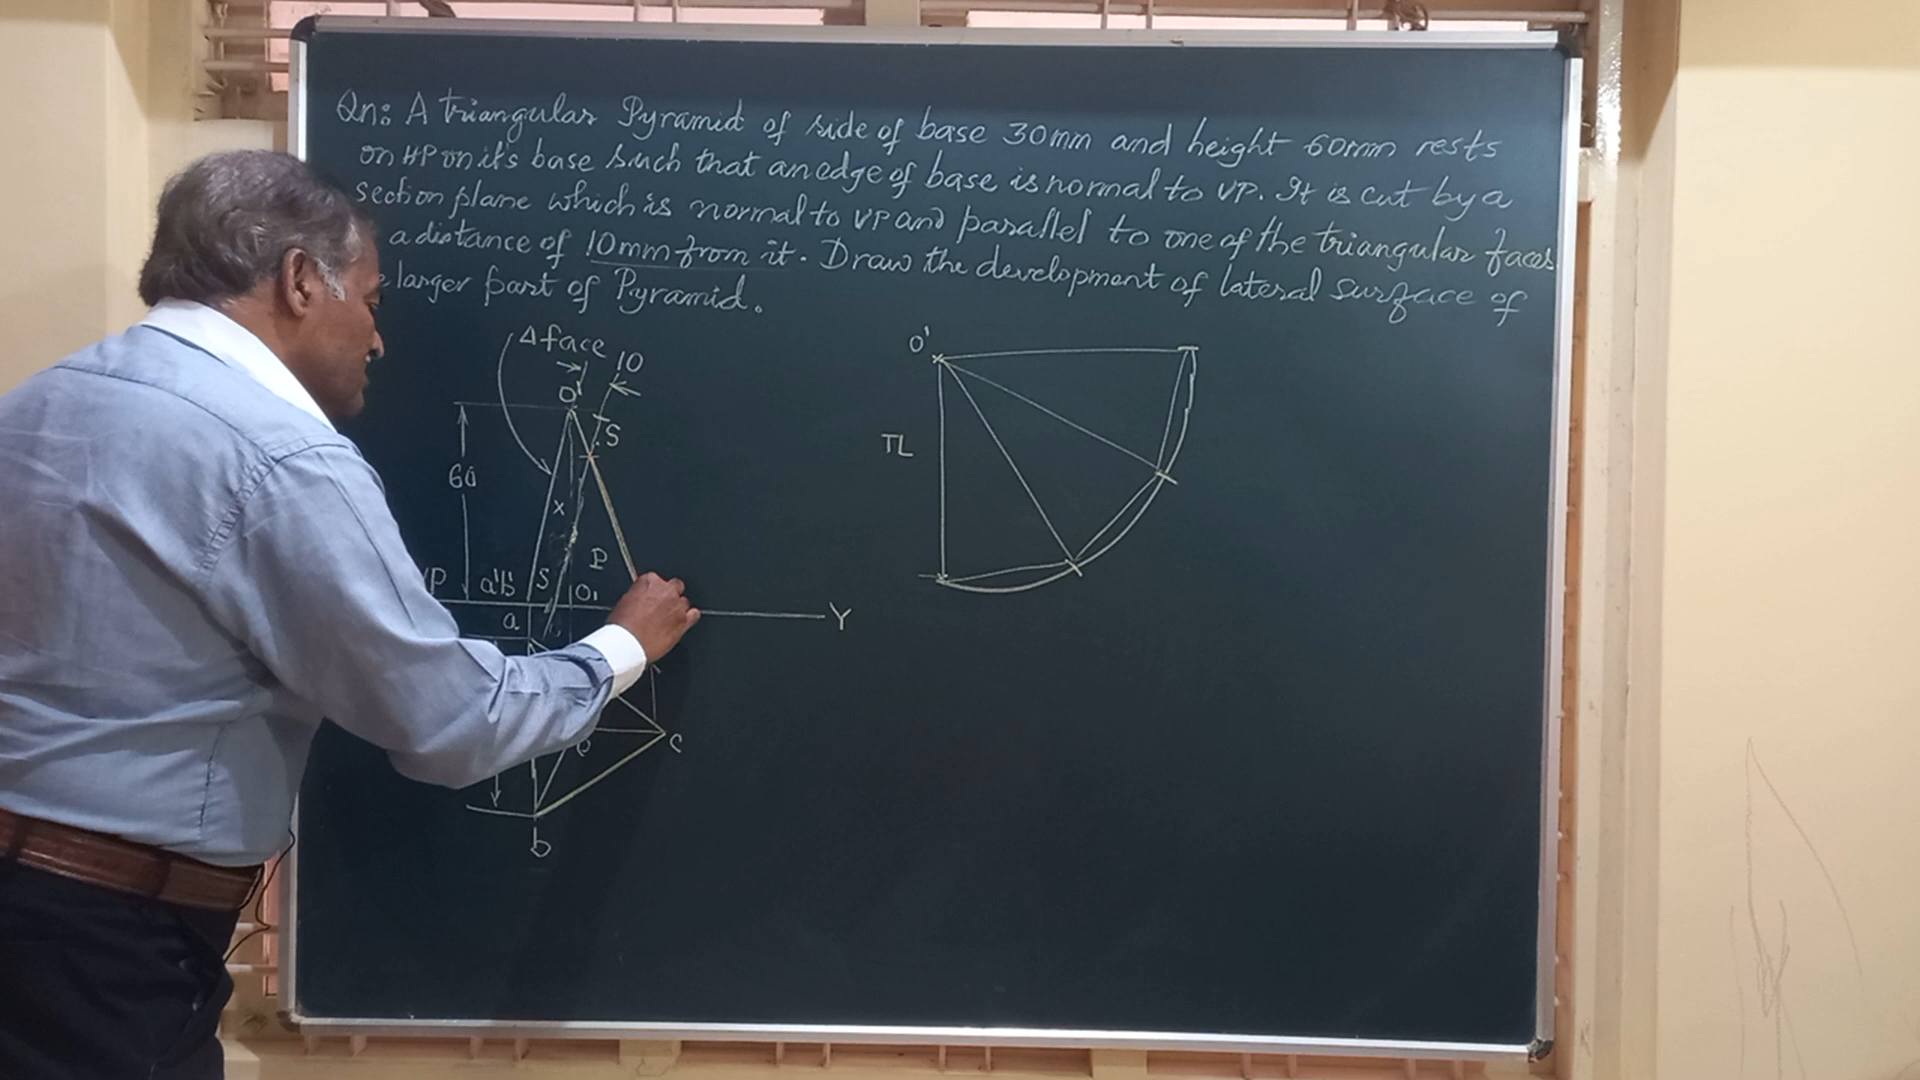 Qn: A triangular Pyramid of side of base 30mm and height 60mm rests
on HP on its base such that an edge of base is normal to VP. It is cut by a
section plane which is normal to VP and parallel to one of the triangular faces
a distance of 10mm from it. Draw the development of lateral surface of
larger part of Pyramid.
Δ face
10
O'
T.S
60
x
P
VP a'b' S O₁
a
Y
e
c
b
O'
TL